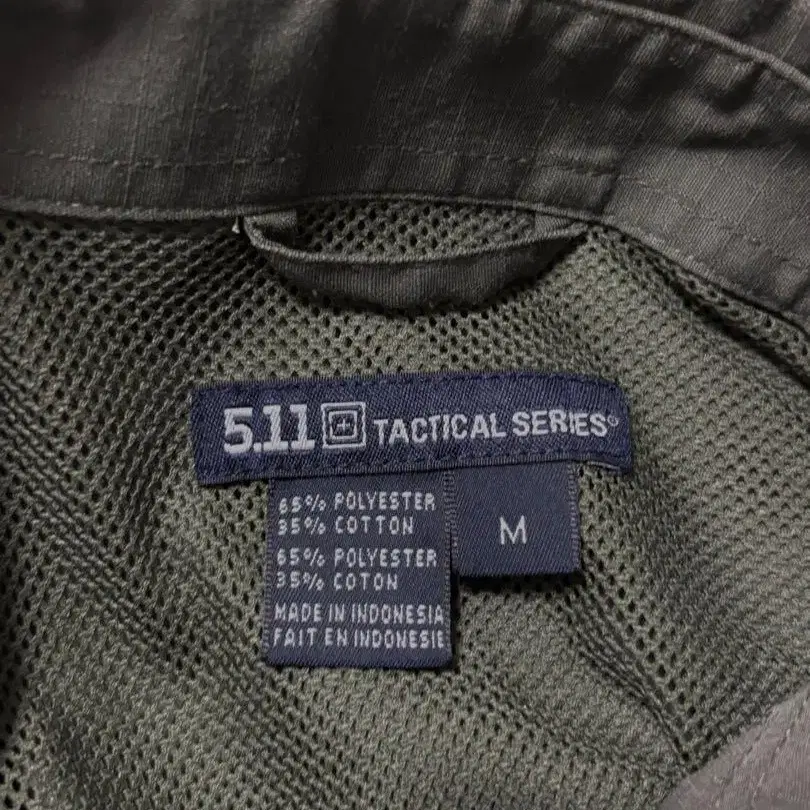 5.11 TACTICAL SERIES®
65% POLYESTER
35% COTTON
65% POLYESTER
35% COTON
MADE IN INDONESIA
FAIT EN INDONESIE
M